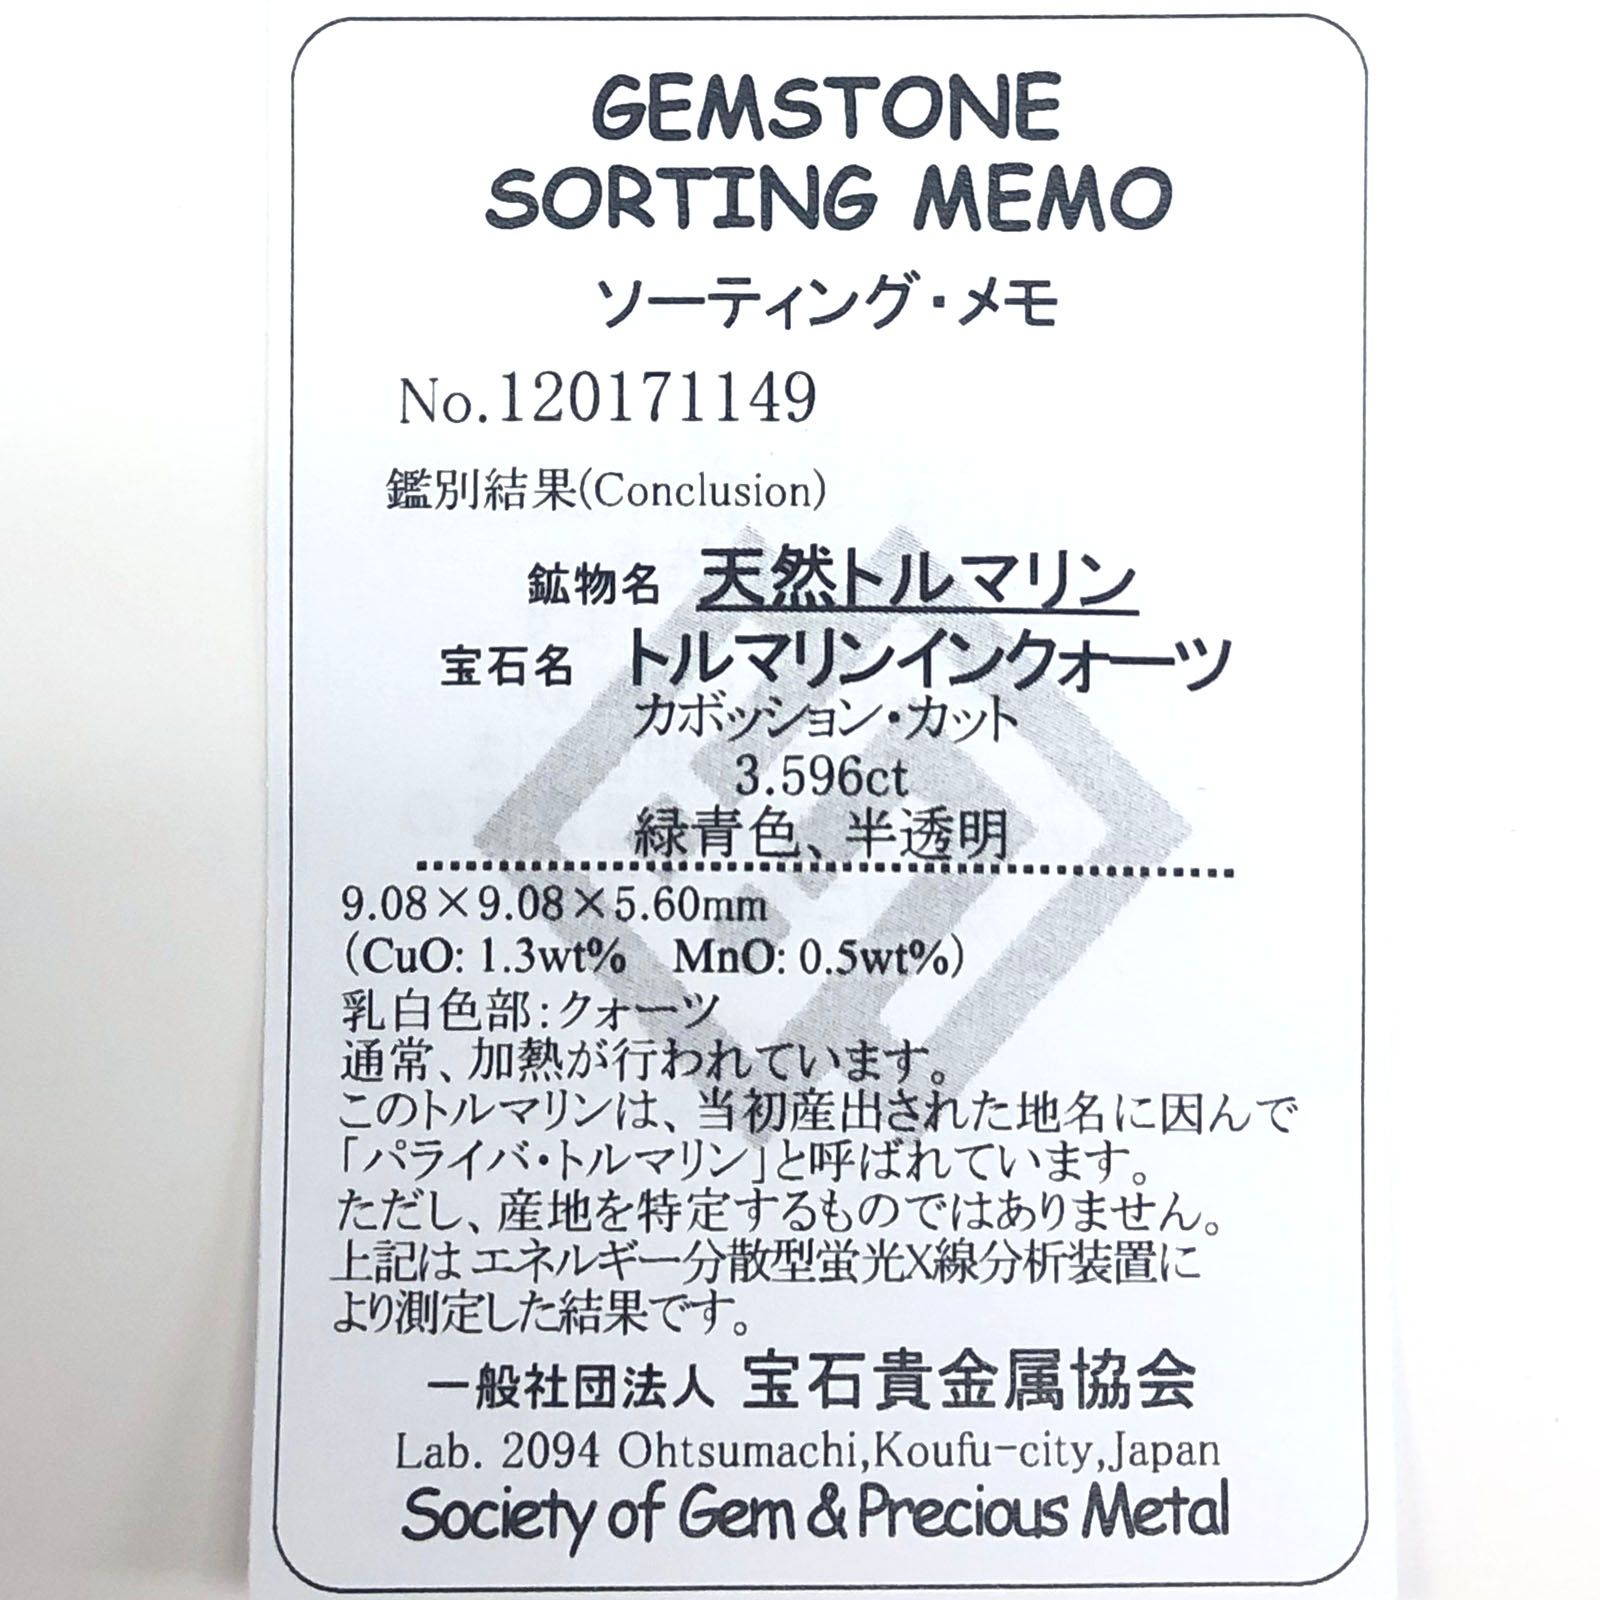 GEMSTONE
SORTING MEMO
ソーティング・メモ
No.120171149
鑑別結果(Conclusion)
鉱物名 天然トルマリン
宝石名 トルマリンインクォーツ
カボッション・カット
3.596ct
緑青色、半透明
9.08×9.08×5.60mm
(CuO: 1.3wt% MnO: 0.5wt%)
乳白色部:クォーツ
通常、加熱が行われています。
このトルマリンは、当初産出された地名に因んで
「パライバ・トルマリン」と呼ばれています。
ただし、産地を特定するものではありません。
上記はエネルギー分散型蛍光X線分析装置に
より測定した結果です。
一般社団法人 宝石貴金属協会
Lab. 2094 Ohtsumachi,Koufu-city,Japan
Society of Gem & Precious Metal